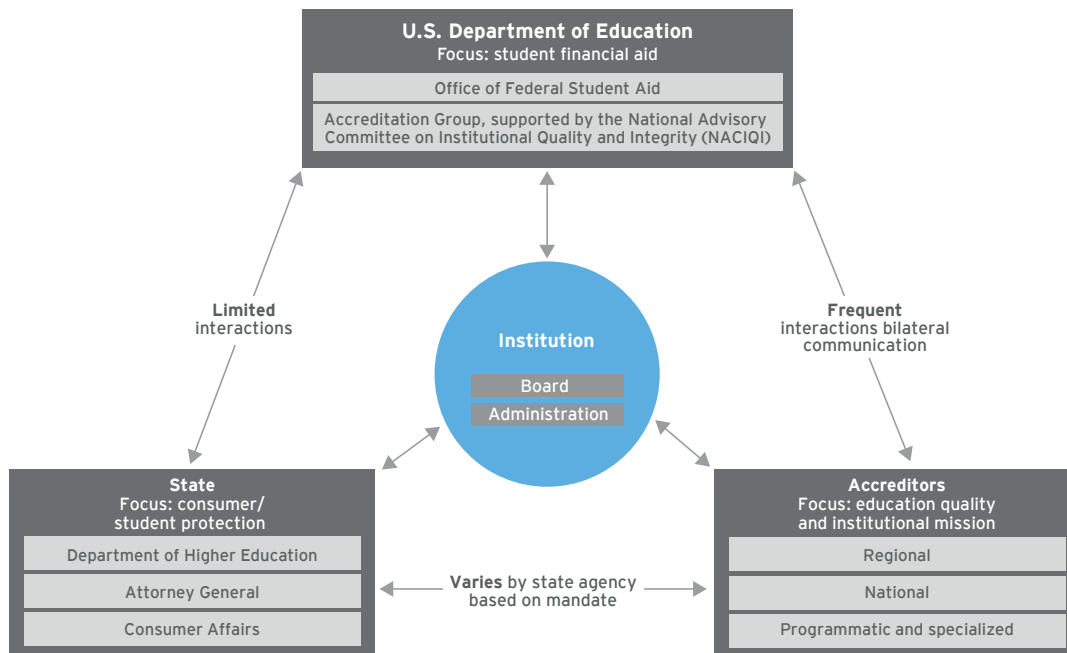 U.S. Department of Education
Focus: student financial aid
Office of Federal Student Aid
Accreditation Group, supported by the National Advisory
Committee on Institutional Quality and Integrity (NACIQI)
Limited
interactions
Frequent
interactions bilateral
communication
Institution
Board
Administration
State
Focus: consumer/
student protection
Department of Higher Education
Attorney General
Consumer Affairs
Varies by state agency
based on mandate
Accreditors
Focus: education quality
and institutional mission
Regional
National
Programmatic and specialized